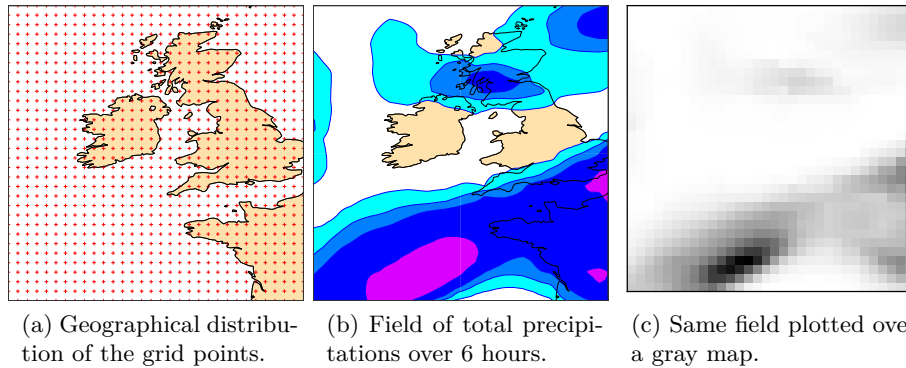 (a) Geographical distribu-
tion of the grid points.
(b) Field of total precipi-
tations over 6 hours.
(c) Same field plotted ove
a gray map.